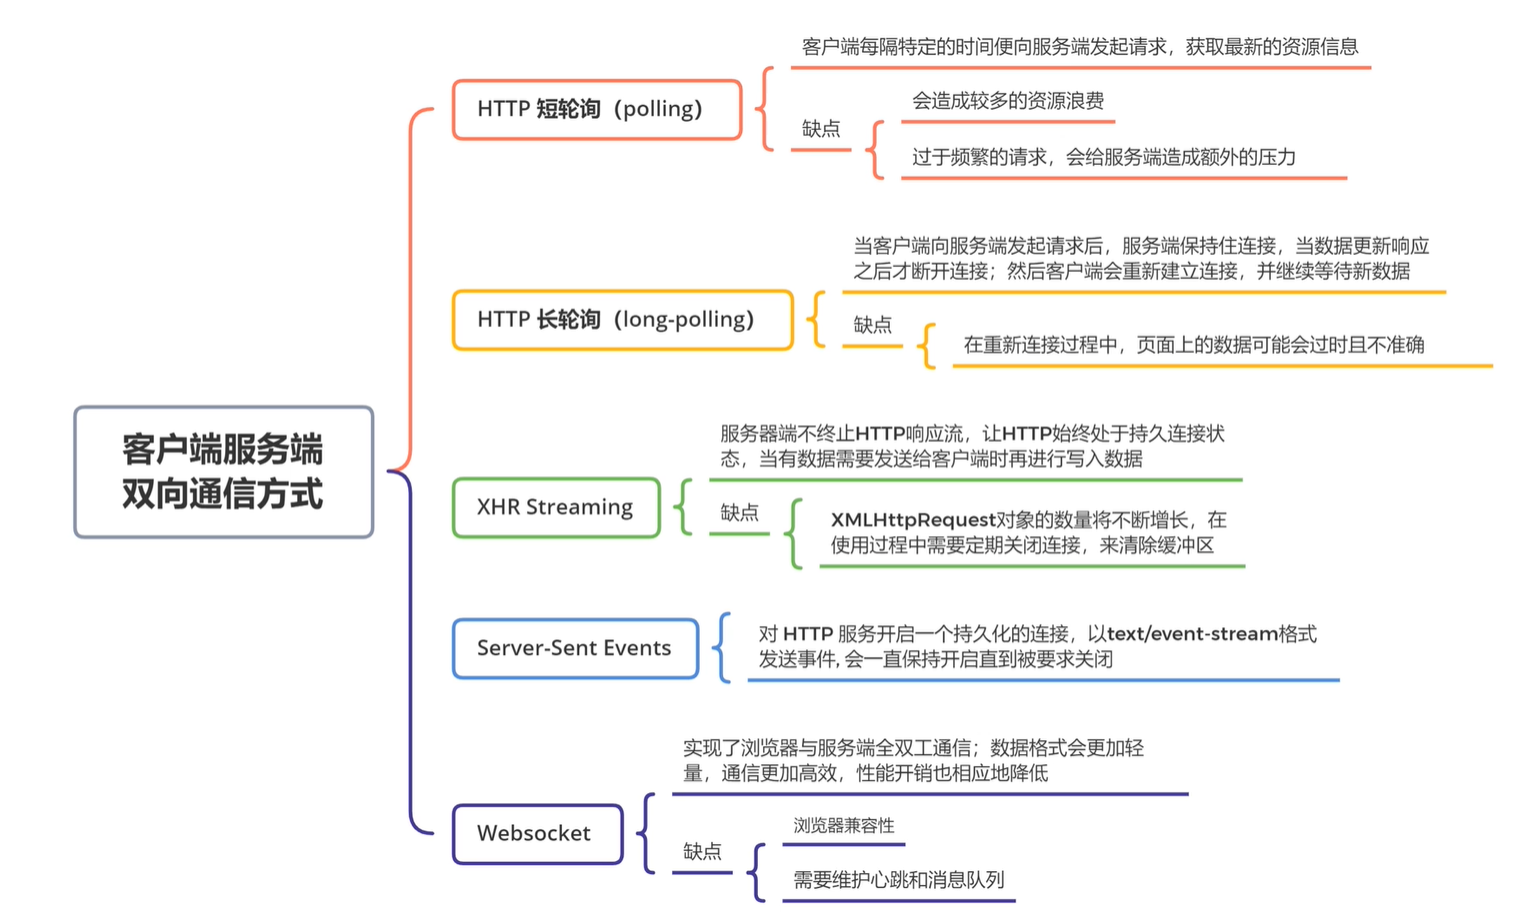 客户端服务端
双向通信方式
HTTP 短轮询（polling）
客户端每隔特定的时间便向服务端发起请求，获取最新的资源信息
缺点
会造成较多的资源浪费
过于频繁的请求，会给服务端造成额外的压力
HTTP 长轮询（long-polling）
当客户端向服务端发起请求后，服务端保持住连接，当数据更新响应
之后才断开连接；然后客户端会重新建立连接，并继续等待新数据
缺点
在重新连接过程中，页面上的数据可能会过时且不准确
XHR Streaming
服务器端不终止HTTP响应流，让HTTP始终处于持久连接状
态，当有数据需要发送给客户端时再进行写入数据
缺点
XMLHttpRequest对象的数量将不断增长，在
使用过程中需要定期关闭连接，来清除缓冲区
Server-Sent Events
对 HTTP 服务开启一个持久化的连接，以text/event-stream格式
发送事件, 会一直保持开启直到被要求关闭
Websocket
实现了浏览器与服务端全双工通信；数据格式会更加轻
量，通信更加高效，性能开销也相应地降低
缺点
浏览器兼容性
需要维护心跳和消息队列